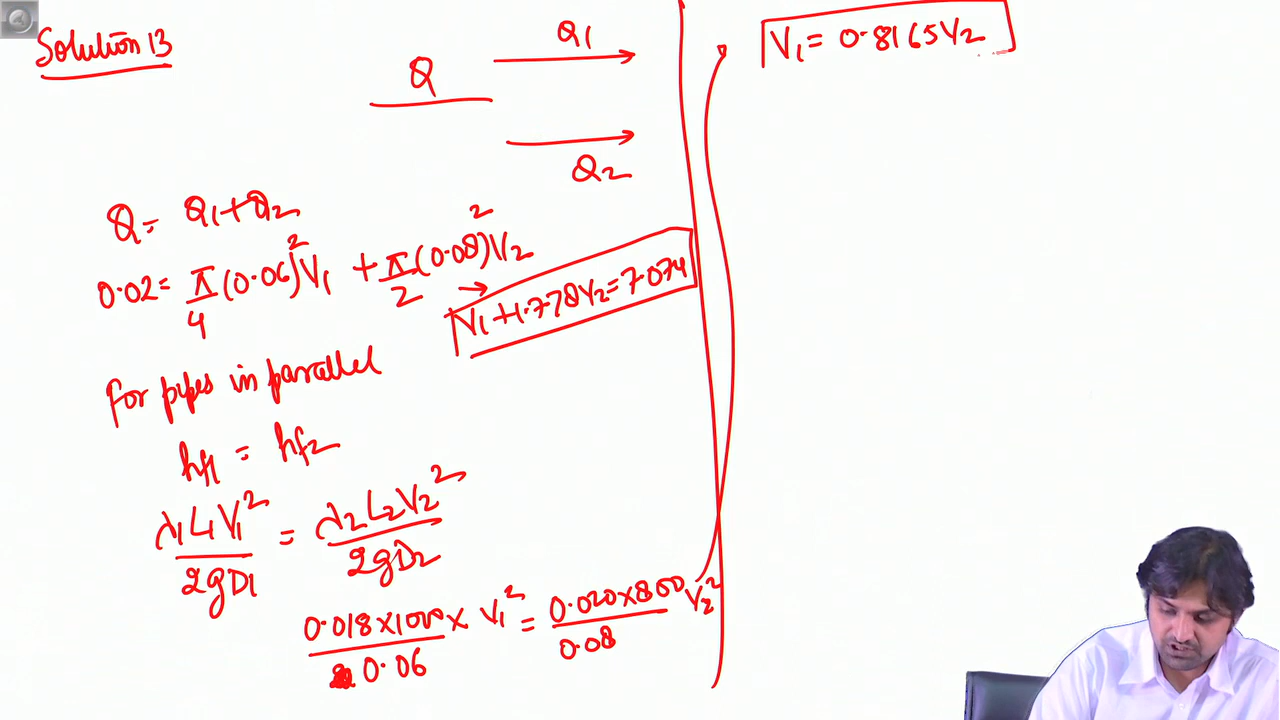 Solution 13
Q
Q1
Q2
Q = Q1+Q2
0.02 = π/4 (0.06)² V1 + π/2 (0.08)² V2
→ V1 + 1.778V2 = 7.074
for pipes in parallel
hf1 = hf2
λ1L1V1²/2gD1 = λ2L2V2²/2gD2
0.018×1000/0.06 × V1² = 0.020×800/0.08 V2²
V1 = 0.8165V2